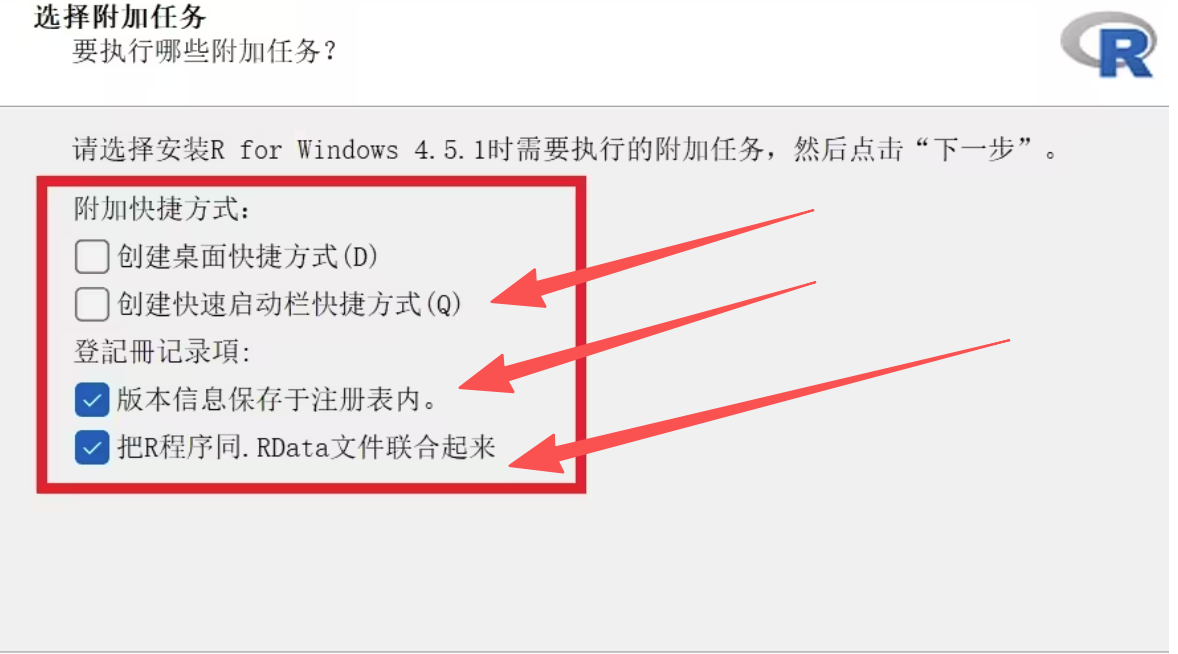 选择附加任务
要执行哪些附加任务？
R
请选择安装R for Windows 4.5.1时需要执行的附加任务，然后点击“下一步”。
附加快捷方式：
创建桌面快捷方式(D)
创建快速启动栏快捷方式(Q)
登記冊记录項:
版本信息保存于注册表内。
把R程序同.RData文件联合起来